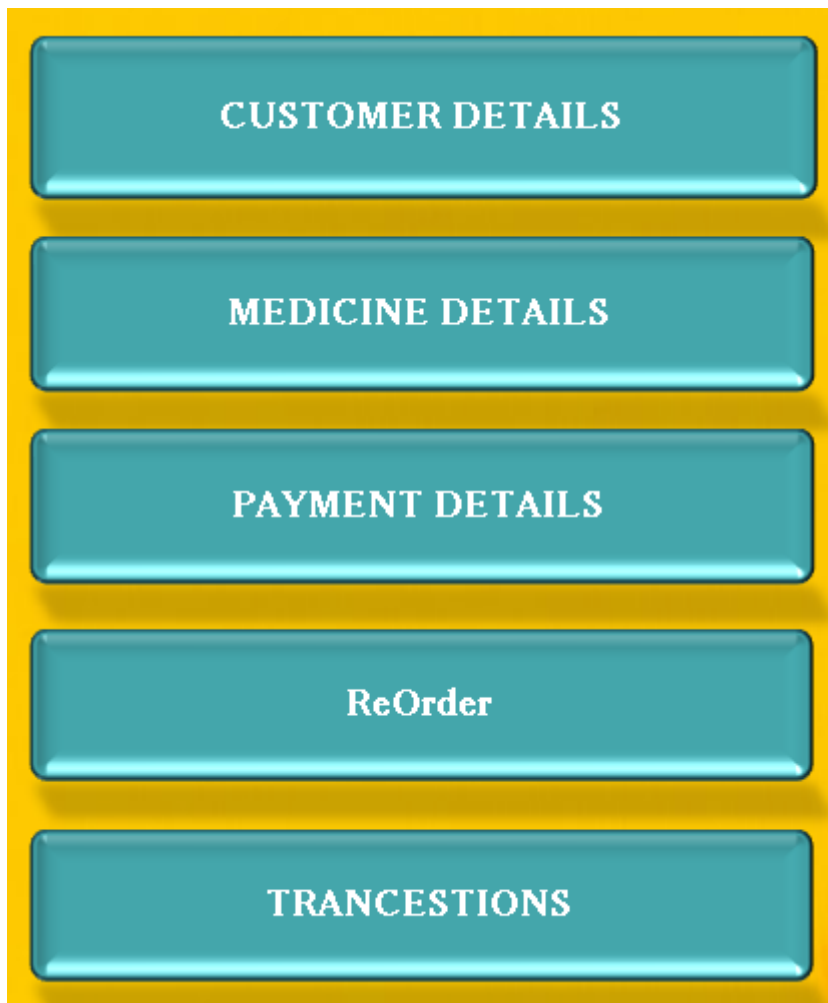 CUSTOMER DETAILS
MEDICINE DETAILS
PAYMENT DETAILS
ReOrder
TRANCESTIONS